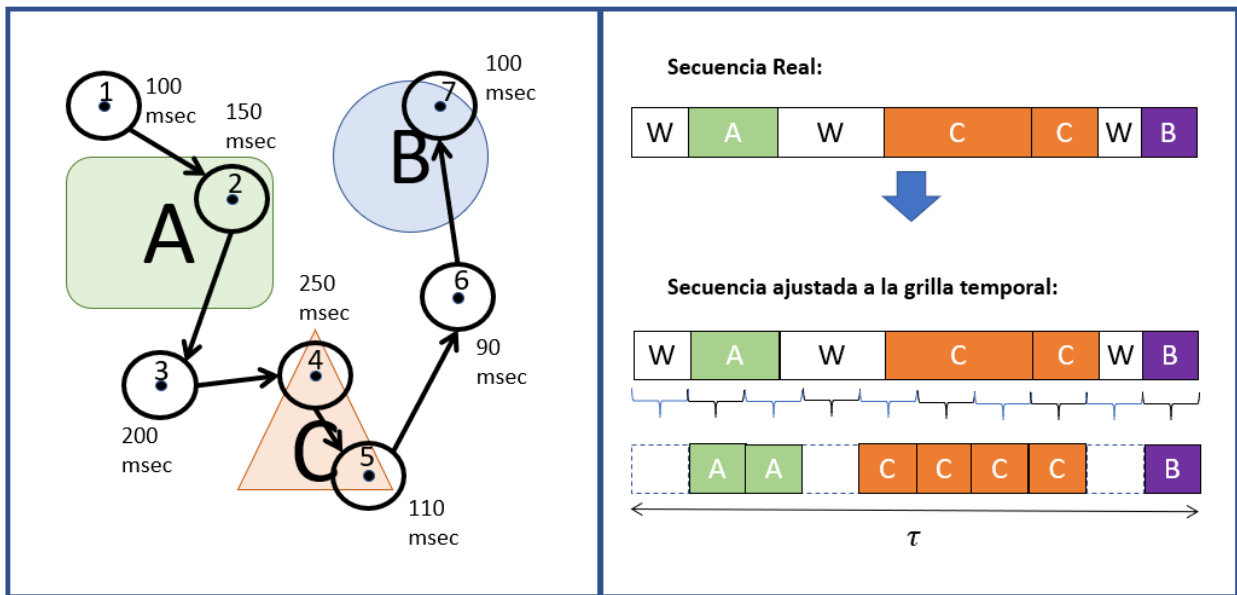 1
100
msec
150
msec
2
A
3
200
msec
250
msec
4
C
5
110
msec
6
90
msec
B
7
100
msec
Secuencia Real:
W A W C C W B
Secuencia ajustada a la grilla temporal:
W A W C C W B
A A C C C C B
τ